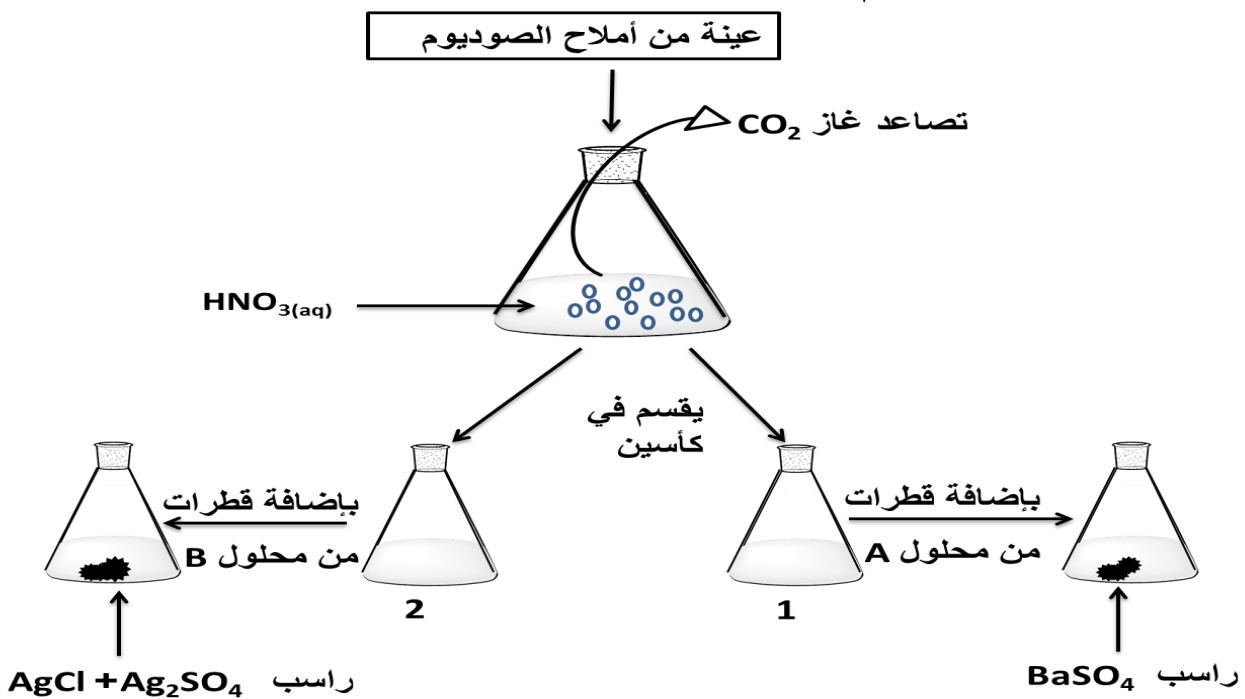 عينة من أملاح الصوديوم
تصاعد غاز CO₂
HNO₃(aq)
يقسم في
كأسين
بإضافة قطرات
من محلول A
بإضافة قطرات
من محلول B
1
2
راسب BaSO₄
راسب AgCl + Ag₂SO₄